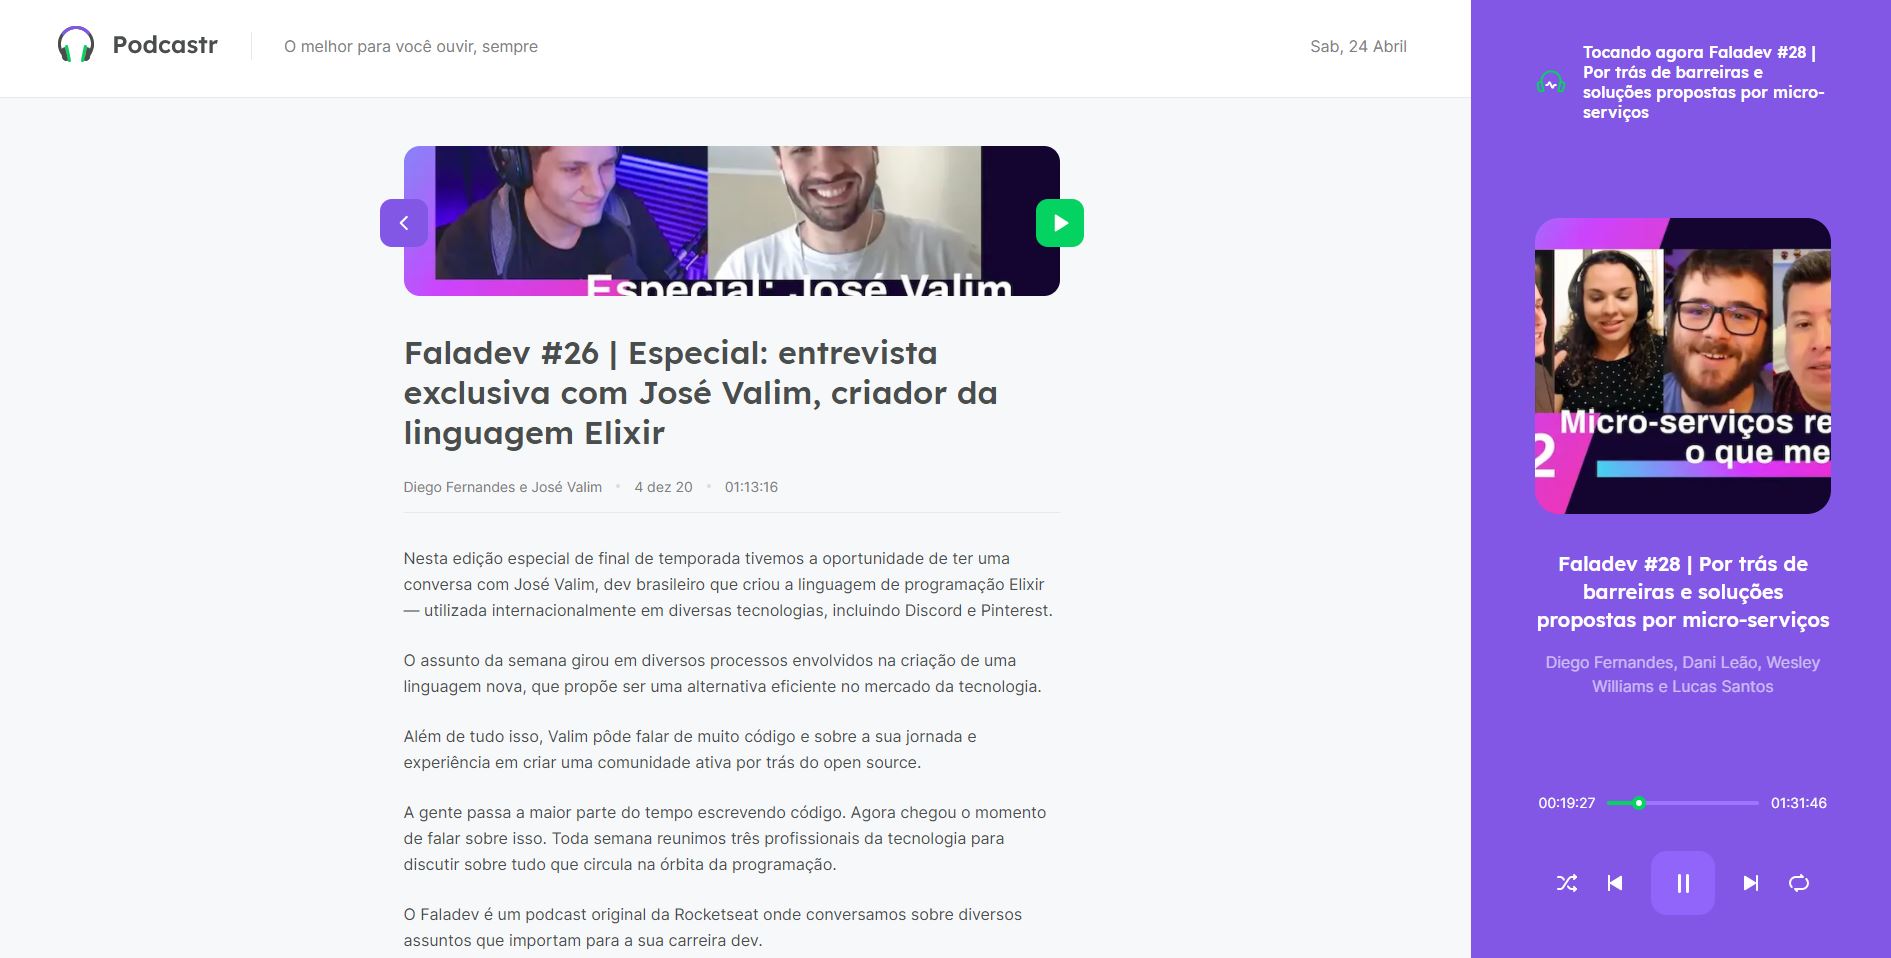 Podcastr
O melhor para você ouvir, sempre
Sab, 24 Abril
Especial: José Valim
Faladev #26 | Especial: entrevista
exclusiva com José Valim, criador da
linguagem Elixir
Diego Fernandes e José Valim • 4 dez 20 • 01:13:16
Nesta edição especial de final de temporada tivemos a oportunidade de ter uma
conversa com José Valim, dev brasileiro que criou a linguagem de programação Elixir
— utilizada internacionalmente em diversas tecnologias, incluindo Discord e Pinterest.
O assunto da semana girou em diversos processos envolvidos na criação de uma
linguagem nova, que propõe ser uma alternativa eficiente no mercado da tecnologia.
Além de tudo isso, Valim pôde falar de muito código e sobre a sua jornada e
experiência em criar uma comunidade ativa por trás do open source.
A gente passa a maior parte do tempo escrevendo código. Agora chegou o momento
de falar sobre isso. Toda semana reunimos três profissionais da tecnologia para
discutir sobre tudo que circula na órbita da programação.
O Faladev é um podcast original da Rocketseat onde conversamos sobre diversos
assuntos que importam para a sua carreira dev.
Tocando agora Faladev #28 |
Por trás de barreiras e
soluções propostas por micro-
serviços
Micro-serviços re
2
o que me
Faladev #28 | Por trás de
barreiras e soluções
propostas por micro-serviços
Diego Fernandes, Dani Leão, Wesley
Williams e Lucas Santos
00:19:27
01:31:46